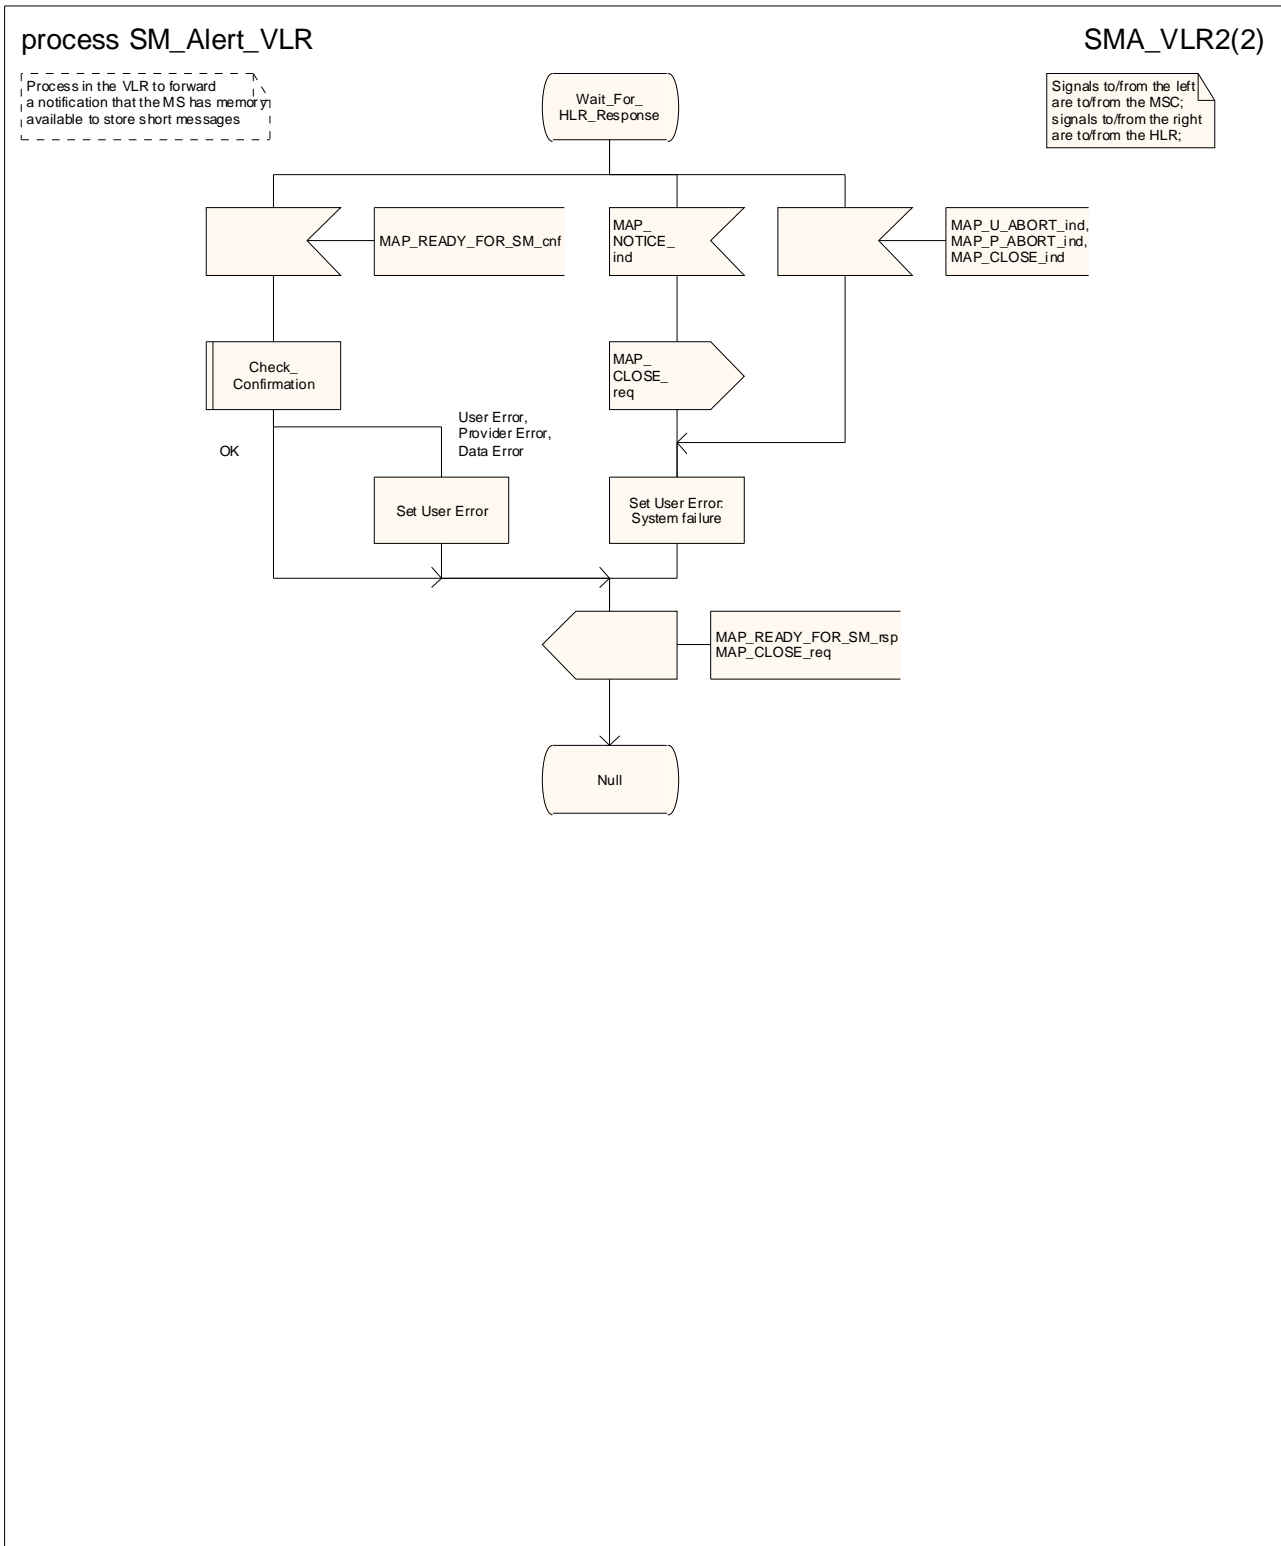 process SM_Alert_VLR
SMA_VLR2(2)
Process in the VLR to forward
a notification that the MS has memory
available to store short messages
Wait_For_
HLR_Response
Signals to/from the left
are to/from the MSC;
signals to/from the right
are to/from the HLR;
MAP_READY_FOR_SM_cnf
MAP_
NOTICE_
ind
MAP_U_ABORT_ind,
MAP_P_ABORT_ind,
MAP_CLOSE_ind
Check_
Confirmation
MAP_
CLOSE_
req
OK
User Error,
Provider Error,
Data Error
Set User Error
Set User Error:
System failure
MAP_READY_FOR_SM_rsp
MAP_CLOSE_req
Null